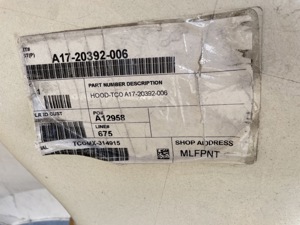 A17-20392-006
PART NUMBER DESCRIPTION
HOOD-TCO A17-20392-006
PO#
A12958
LINE#
675
TCGMX-314915
SHOP ADDRESS
MLFPNT